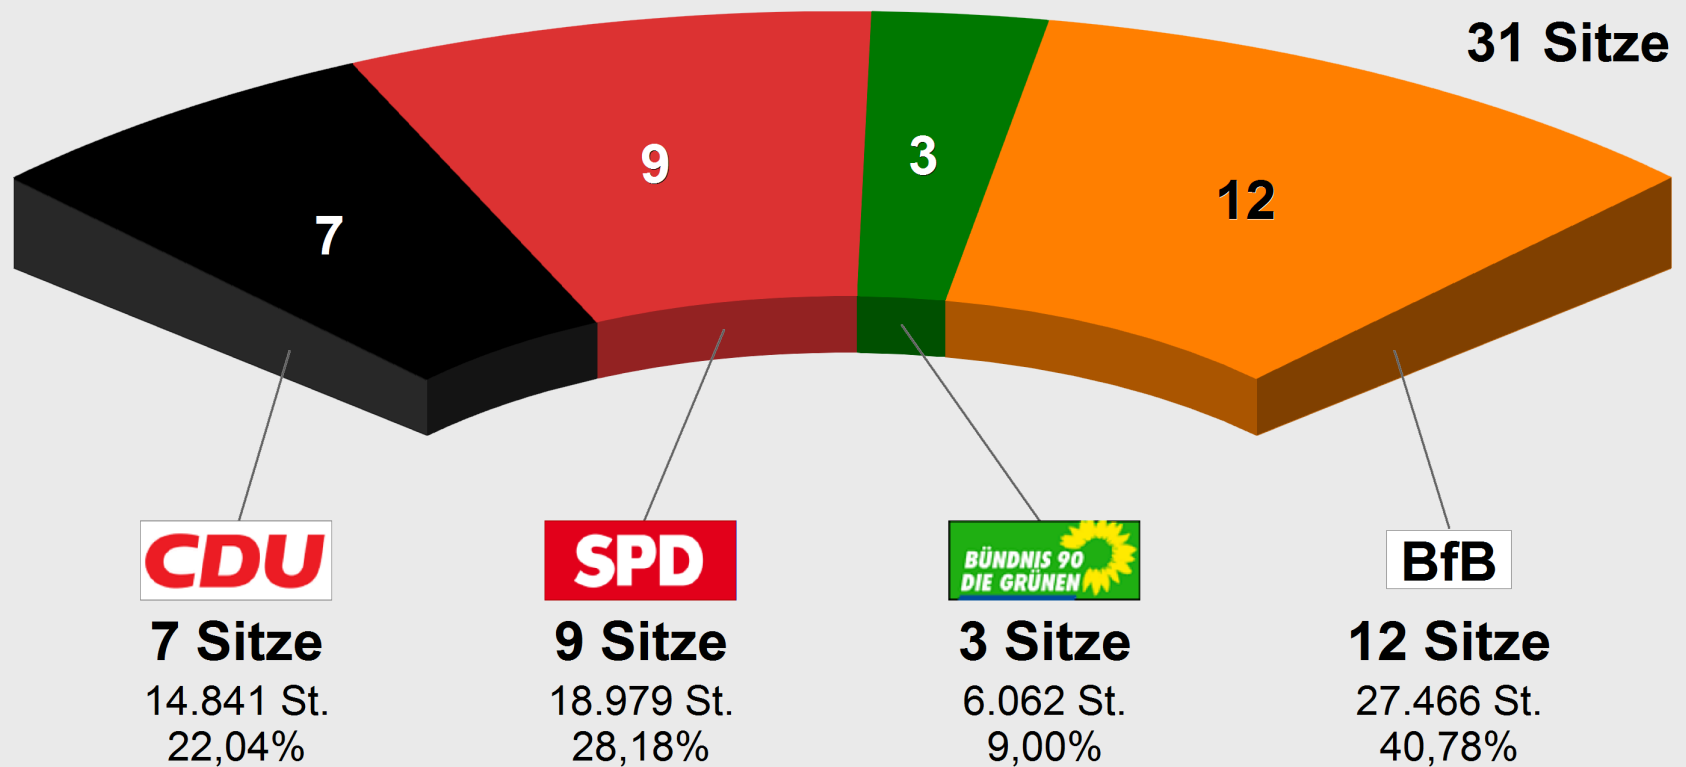 31 Sitze
7
9
3
12
CDU
7 Sitze
14.841 St.
22,04%
SPD
9 Sitze
18.979 St.
28,18%
BÜNDNIS 90
DIE GRÜNEN
3 Sitze
6.062 St.
9,00%
BfB
12 Sitze
27.466 St.
40,78%